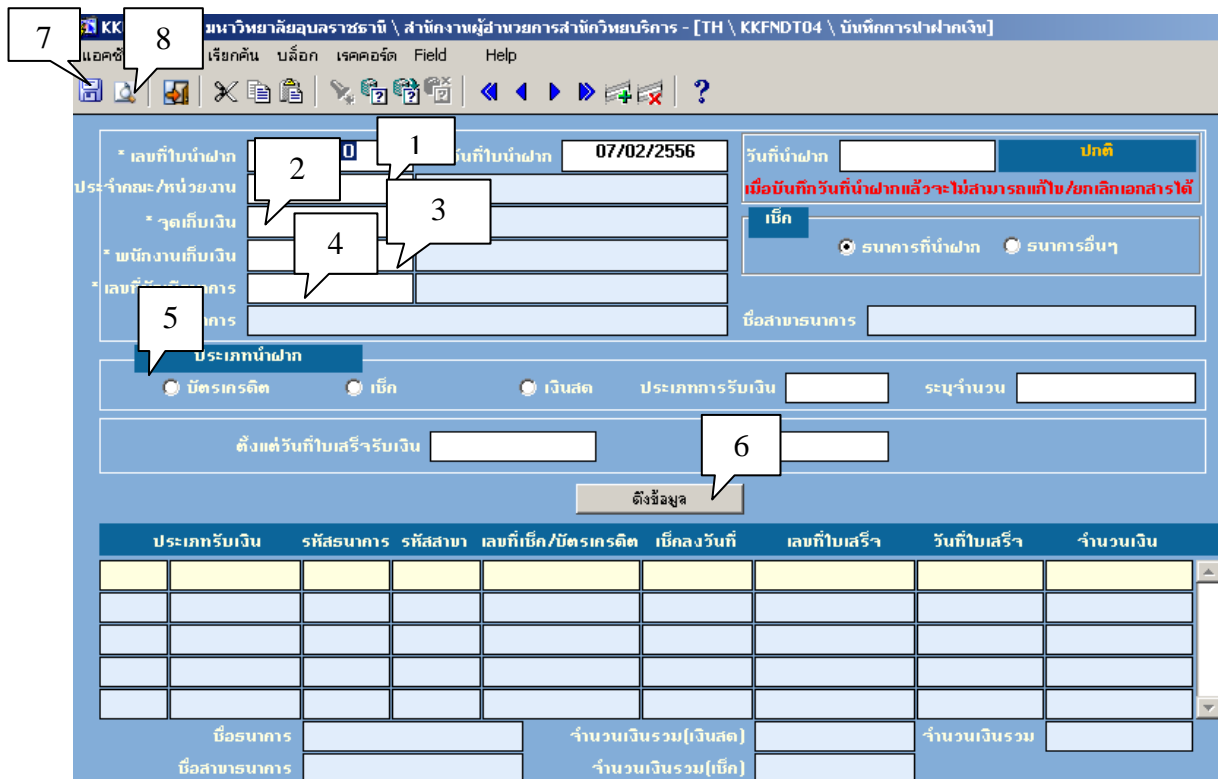 KK มหาวิทยาลัยอุบลราชธานี \ สำนักงานผู้อำนวยการสำนักวิทยบริการ - [TH \ KKFNDT04 \ บันทึกการนำฝากเงิน]
7
8
แอคชั เรียกค้น บล็อก เรคคอร์ด Field Help
* เลขที่ใบนำฝาก 0 1 วันที่ใบนำฝาก 07/02/2556 วันที่นำฝาก ปกติ
ประจำคณะ/หน่วยงาน 2 เมื่อบันทึกวันที่นำฝากแล้วจะไม่สามารถแก้ไข/ยกเลิกเอกสารได้
* จุดเก็บเงิน 3 เช็ค
* พนักงานเก็บเงิน 4 ธนาคารที่นำฝาก ธนาคารอื่นๆ
* เลขที่บัญชีธนาคาร
5 าคาร ชื่อสาขาธนาคาร
ประเภทนำฝาก
บัตรเครดิต เช็ค เงินสด ประเภทการรับเงิน ระบุจำนวน
ตั้งแต่วันที่ใบเสร็จรับเงิน 6
ดึงข้อมูล
ประเภทรับเงิน รหัสธนาคาร รหัสสาขา เลขที่เช็ค/บัตรเครดิต เช็คลงวันที่ เลขที่ใบเสร็จ วันที่ใบเสร็จ จำนวนเงิน
ชื่อธนาคาร จำนวนเงินรวม(เงินสด) จำนวนเงินรวม
ชื่อสาขาธนาคาร จำนวนเงินรวม(เช็ค)